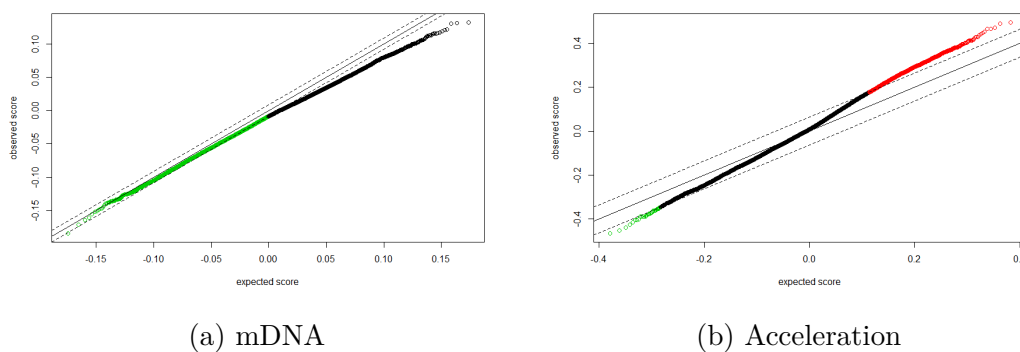 observed score
0.10
0.05
0.00
-0.05
-0.10
-0.15
-0.15 -0.10 -0.05 0.00 0.05 0.10 0.15
expected score
(a) mDNA
observed score
0.4
0.2
0.0
-0.2
-0.4
-0.4 -0.2 0.0 0.2
expected score
(b) Acceleration